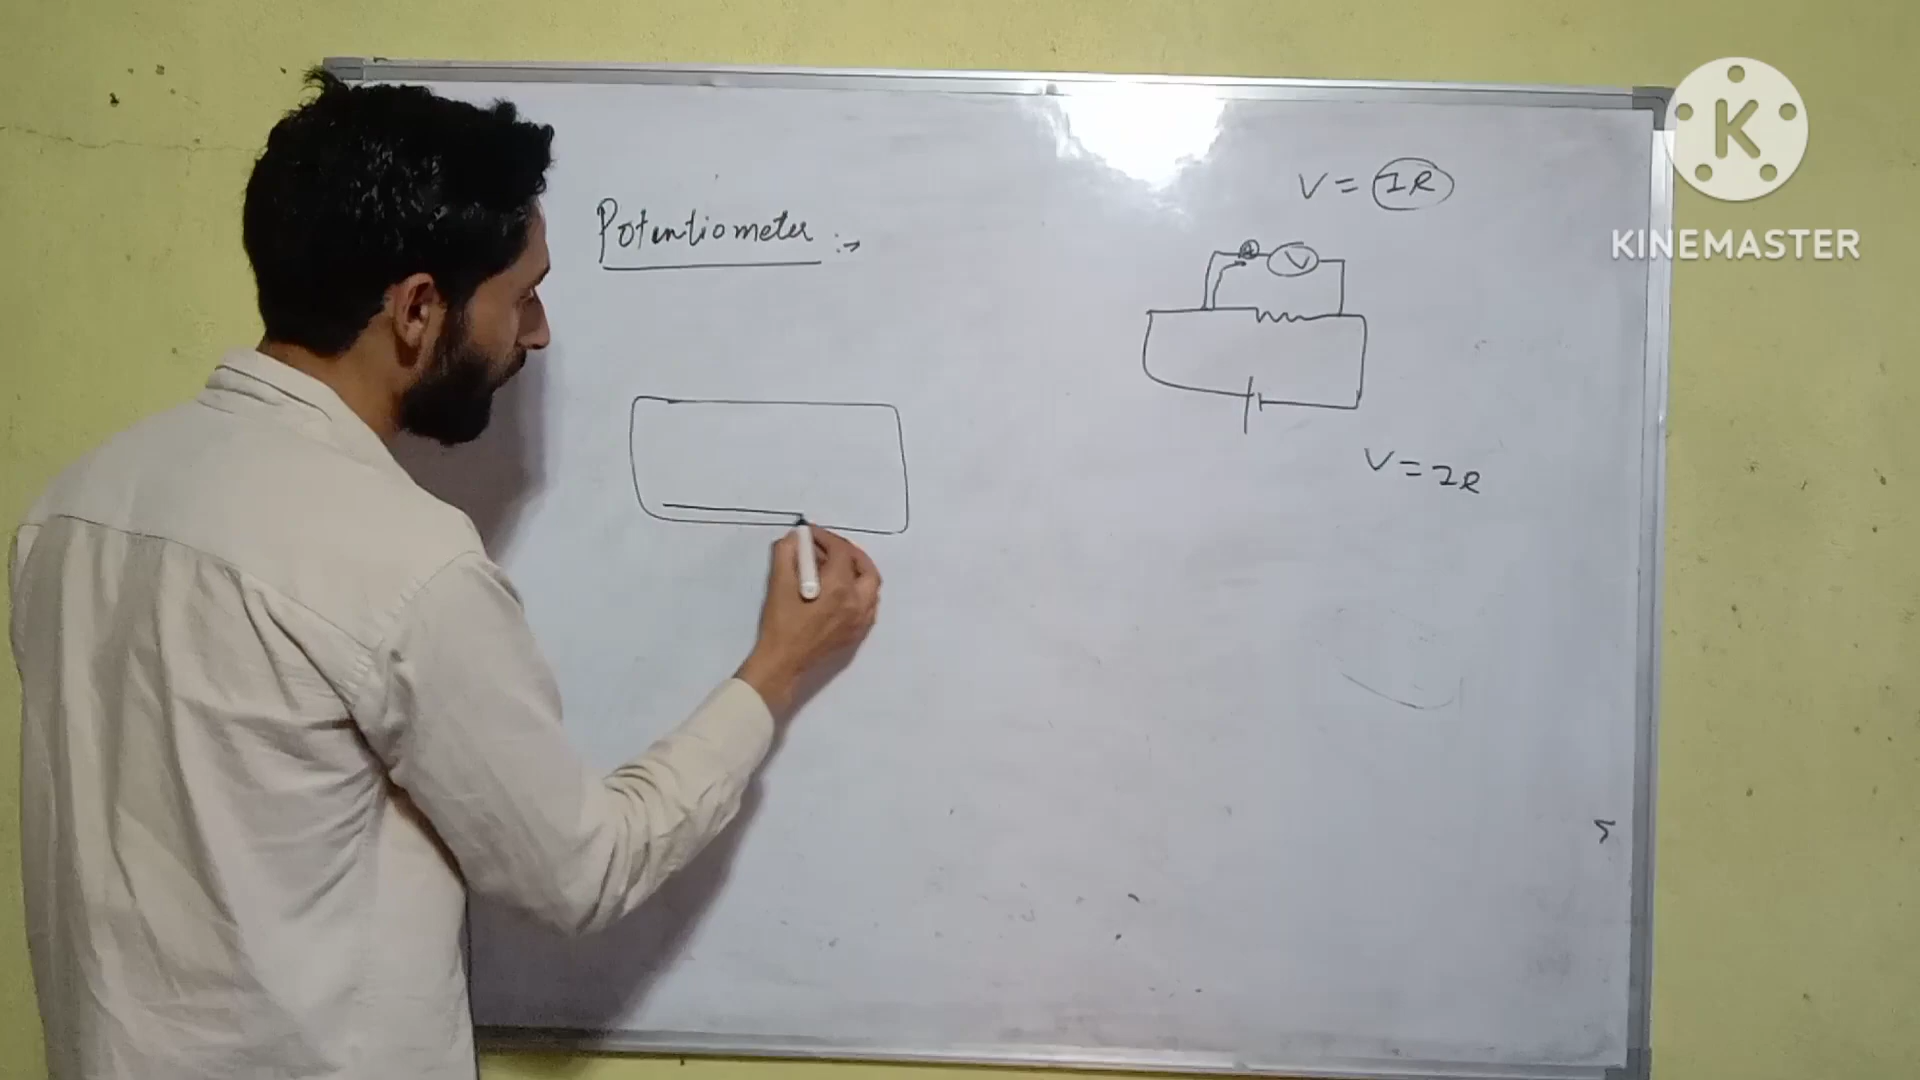 Potentiometer :-
V = IR
A
V
V = IR
K
KINEMASTER